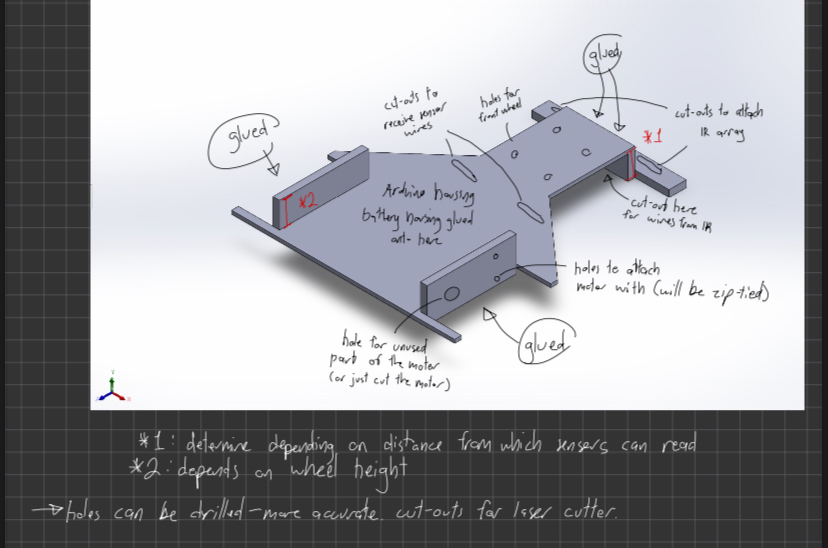 glued
cut-outs to
receive sensor
wires
holes for
front wheel
cut-outs to attach
IR array
*1
glued
*2
Arduino housing
battery housing glued
ont- here
cut-out here
for wires from IR
holes to attach
motor with (will be zip-tied)
hole for unused
part of the motor
(or just cut the motor)
glued
*1: determine depending on distance from which sensers can read
*2: depends on wheel height
→ holes can be drilled - more accurate. cut-outs for laser cutter.